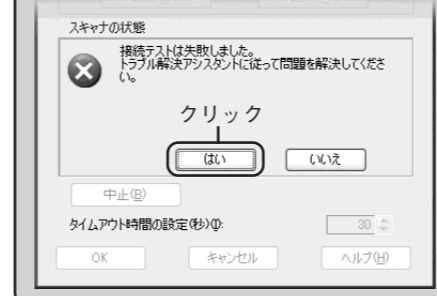 スキャナの状態
接続テストは失敗しました。
トラブル解決アシスタントに従って問題を解決してくださ
い。
クリック
はい
いいえ
中止(B)
タイムアウト時間の設定(秒)(I):
30
OK
キャンセル
ヘルプ(H)